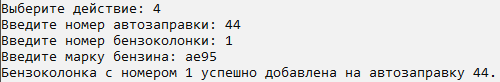 Выберите действие: 4
Введите номер автозаправки: 44
Введите номер бензоколонки: 1
Введите марку бензина: ае95
Бензоколонка с номером 1 успешно добавлена на автозаправку 44.